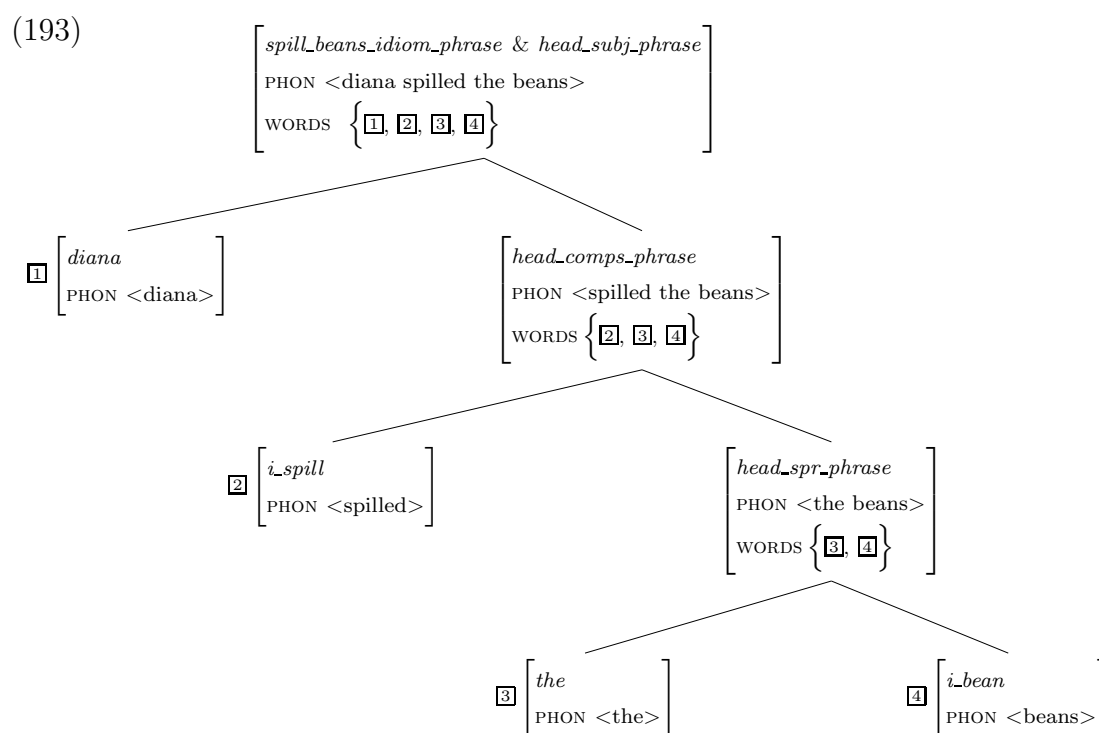 (193)
spill_beans_idiom_phrase & head_subj_phrase
PHON <diana spilled the beans>
WORDS {1, 2, 3, 4}
1 diana
PHON <diana>
head_comps_phrase
PHON <spilled the beans>
WORDS {2, 3, 4}
2 i_spill
PHON <spilled>
head_spr_phrase
PHON <the beans>
WORDS {3, 4}
3 the
PHON <the>
4 i_bean
PHON <beans>